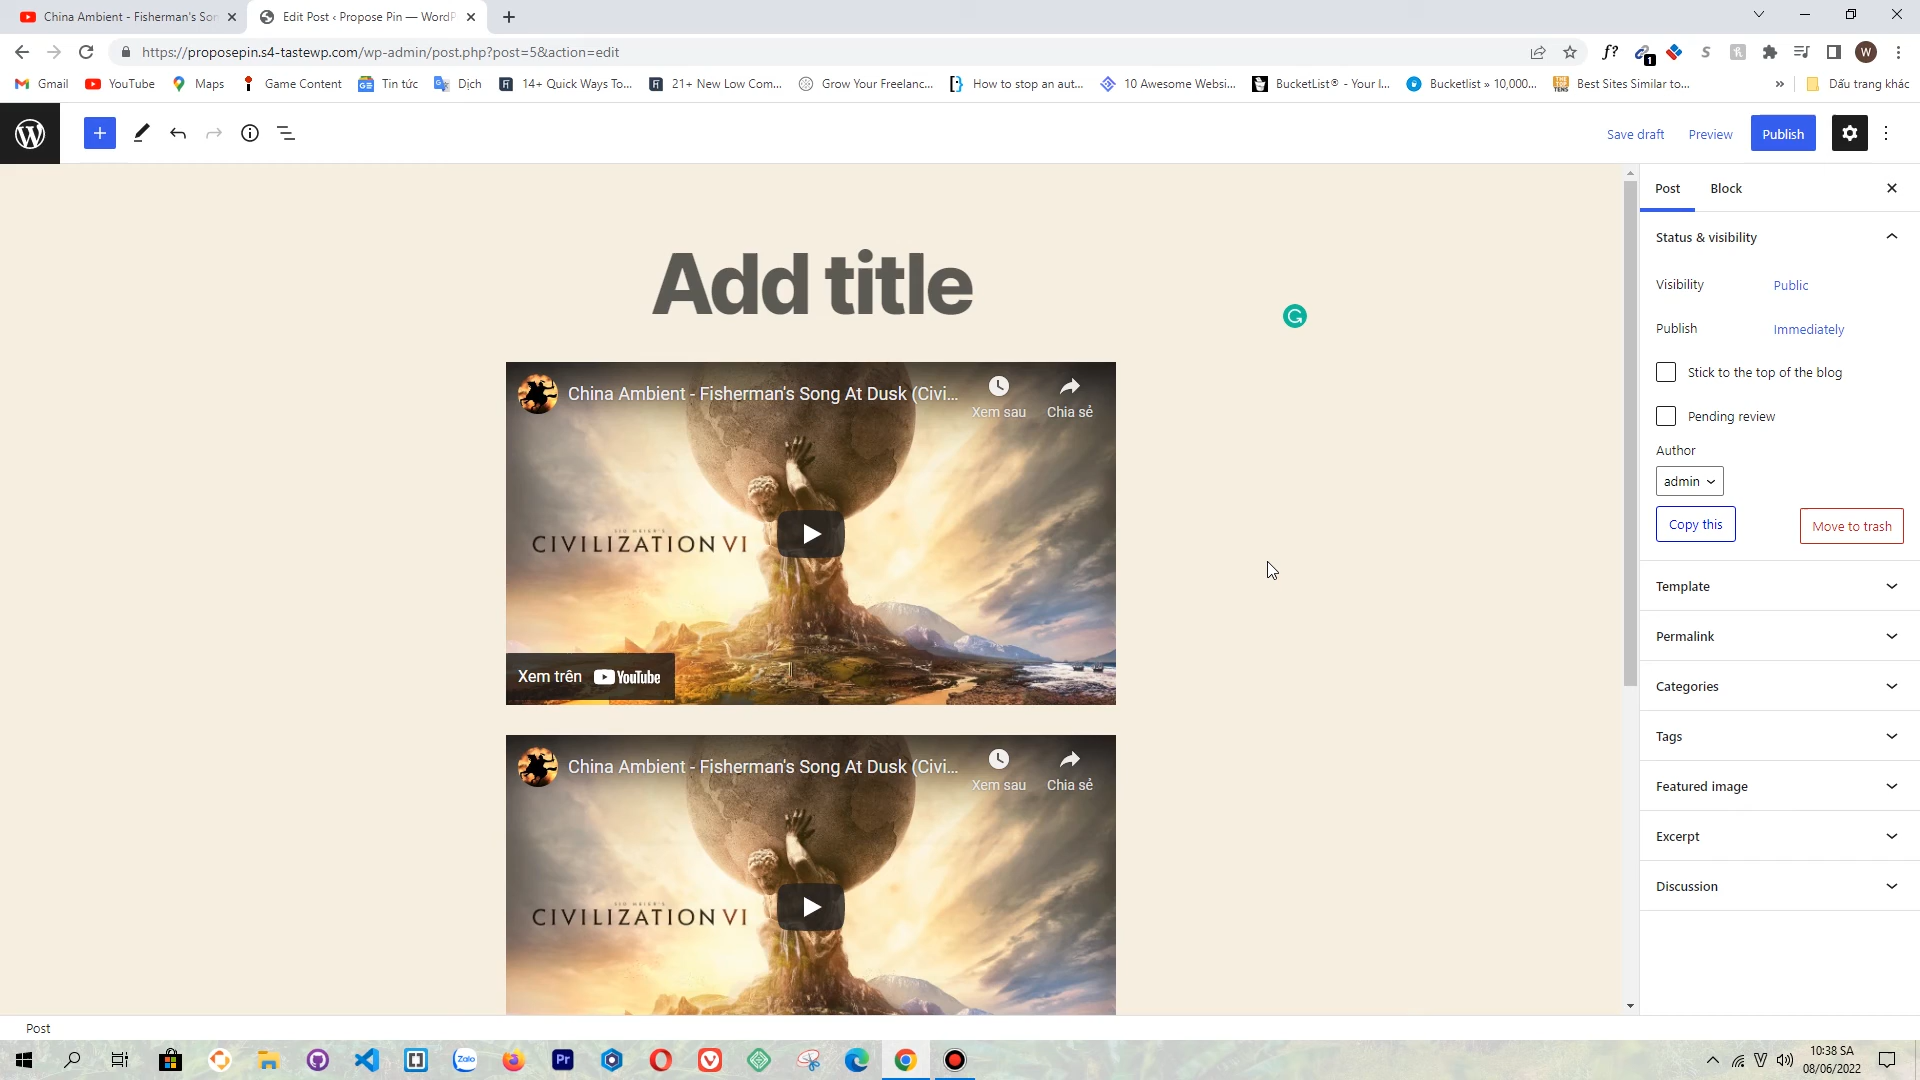 China Ambient - Fisherman's Son
Edit Post ‹ Propose Pin — WordP
https://proposepin.s4-tastewp.com/wp-admin/post.php?post=5&action=edit
f?
1
S
W
Gmail
YouTube
Maps
Game Content
Tin tức
Dịch
14+ Quick Ways To...
21+ New Low Com...
Grow Your Freelanc...
How to stop an aut...
10 Awesome Websi...
BucketList® - Your l...
Bucketlist » 10,000...
Best Sites Similar to...
»
Dấu trang khác
Save draft
Preview
Publish
Post
Block
Add title
Status & visibility
Visibility
Public
Publish
Immediately
Stick to the top of the blog
Pending review
Author
admin
Copy this
Move to trash
Template
Permalink
Categories
Tags
Featured image
Excerpt
Discussion
China Ambient - Fisherman's Song At Dusk (Civi...
Xem sau
Chia sẻ
SID MEIER'S
CIVILIZATION VI
Xem trên YouTube
China Ambient - Fisherman's Song At Dusk (Civi...
Xem sau
Chia sẻ
SID MEIER'S
CIVILIZATION VI
Post
Zalo
Pr
V
10:38 SA
08/06/2022